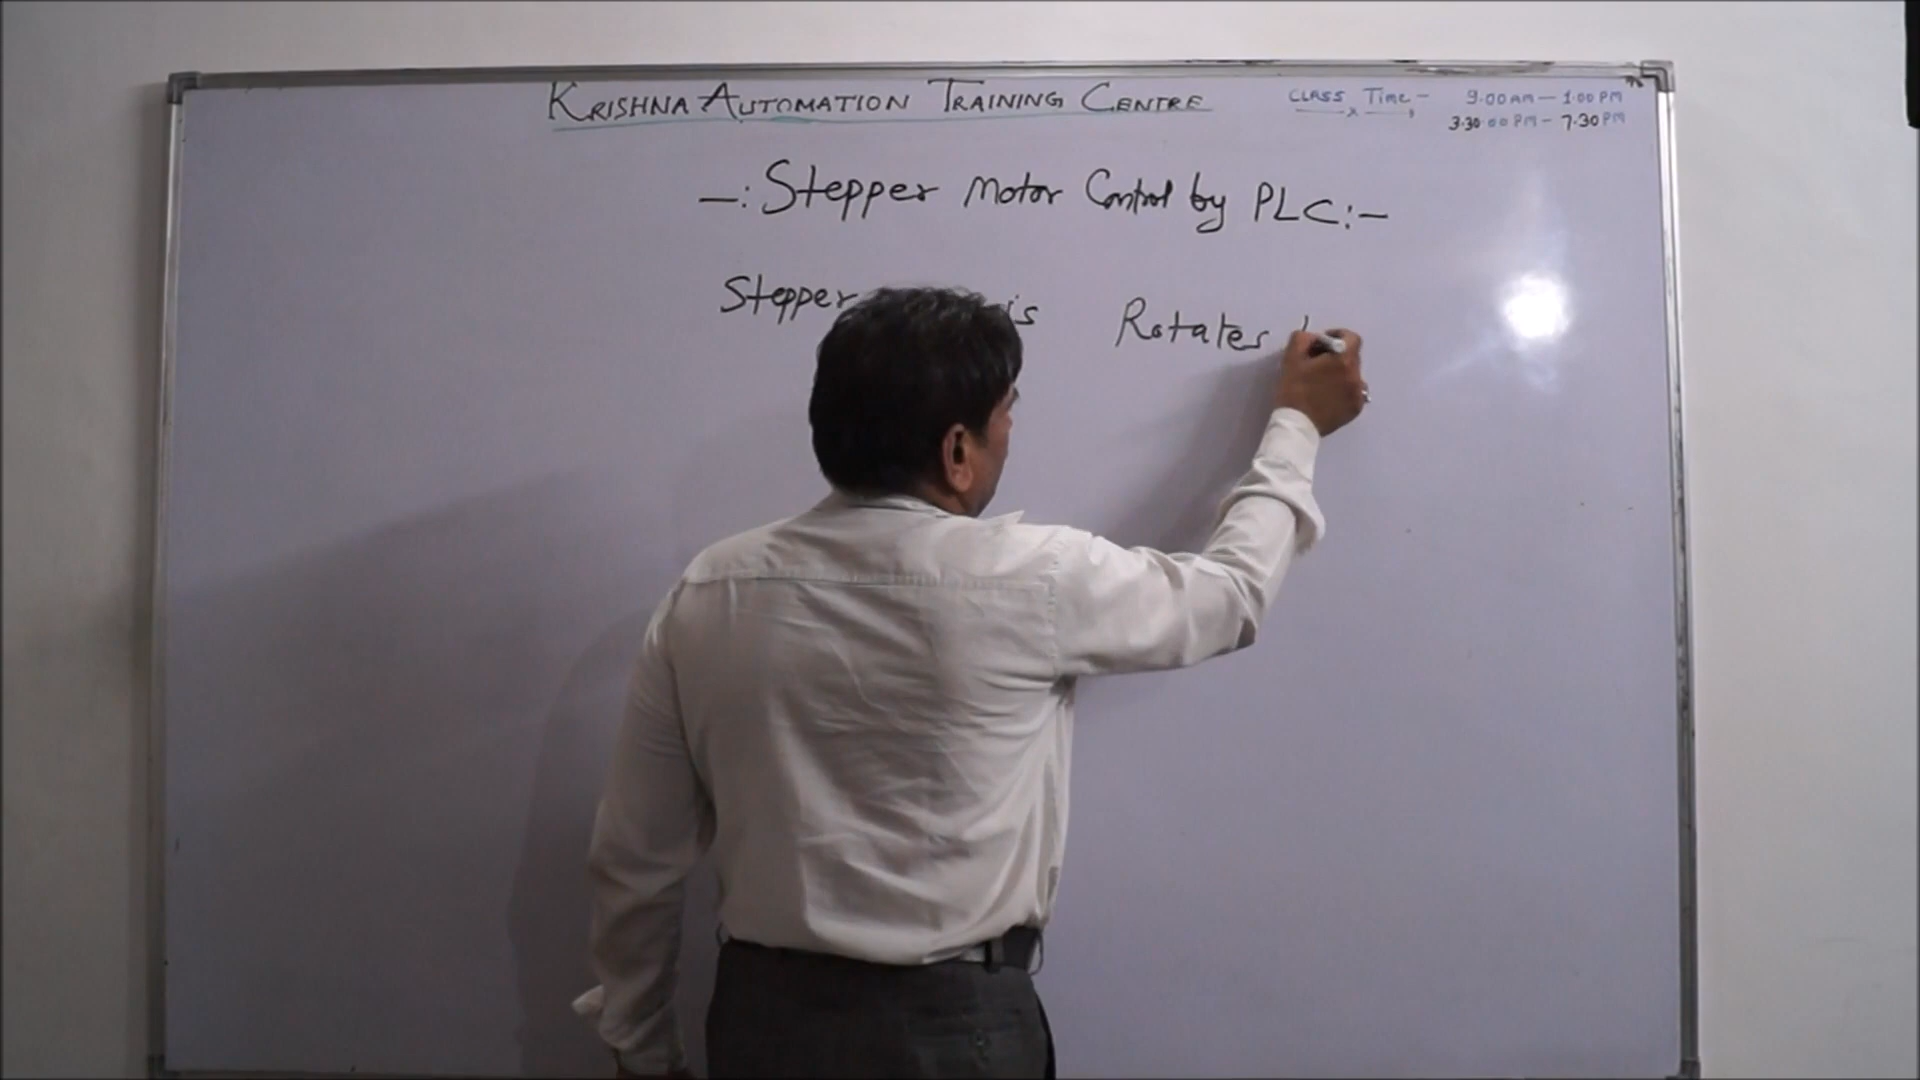 KRISHNA AUTOMATION TRAINING CENTRE
CLASS Time - 9.00 AM - 1.00 PM
3.30.00 PM - 7.30 PM
-: Stepper Motor Control by PLC:-
Stepper is Rotates